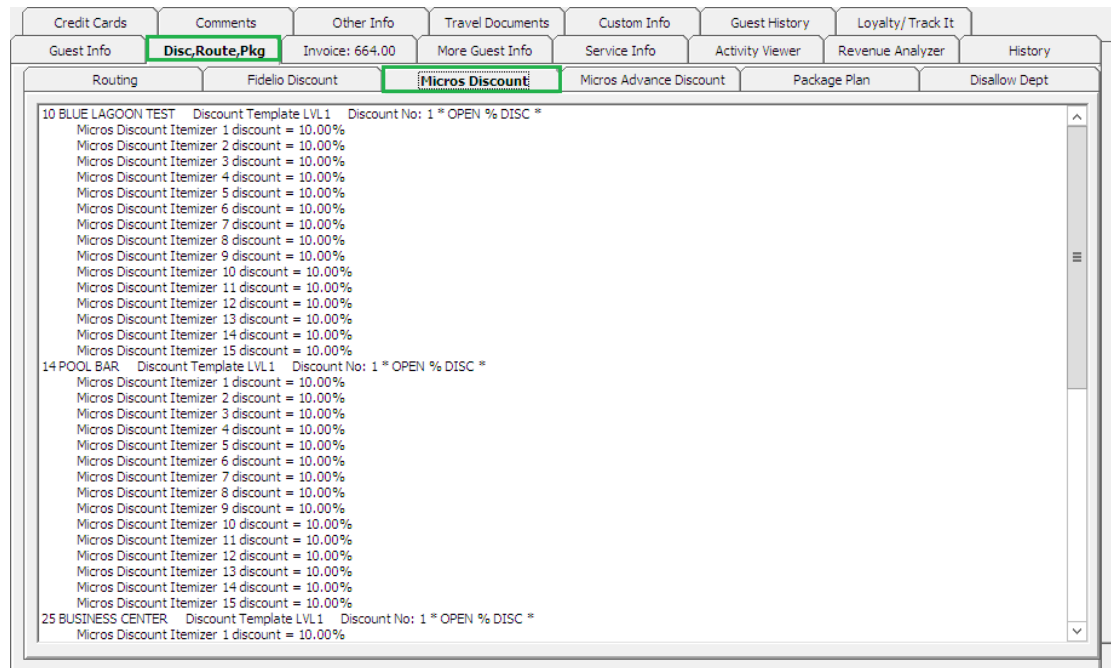 Credit Cards Comments Other Info Travel Documents Custom Info Guest History Loyalty/ Track It
Guest Info Disc,Route,Pkg Invoice: 664.00 More Guest Info Service Info Activity Viewer Revenue Analyzer History
Routing Fidelio Discount Micros Discount Micros Advance Discount Package Plan Disallow Dept
10 BLUE LAGOON TEST Discount Template LVL1 Discount No: 1 * OPEN % DISC *
Micros Discount Itemizer 1 discount = 10.00%
Micros Discount Itemizer 2 discount = 10.00%
Micros Discount Itemizer 3 discount = 10.00%
Micros Discount Itemizer 4 discount = 10.00%
Micros Discount Itemizer 5 discount = 10.00%
Micros Discount Itemizer 6 discount = 10.00%
Micros Discount Itemizer 7 discount = 10.00%
Micros Discount Itemizer 8 discount = 10.00%
Micros Discount Itemizer 9 discount = 10.00%
Micros Discount Itemizer 10 discount = 10.00%
Micros Discount Itemizer 11 discount = 10.00%
Micros Discount Itemizer 12 discount = 10.00%
Micros Discount Itemizer 13 discount = 10.00%
Micros Discount Itemizer 14 discount = 10.00%
Micros Discount Itemizer 15 discount = 10.00%
14 POOL BAR Discount Template LVL1 Discount No: 1 * OPEN % DISC *
Micros Discount Itemizer 1 discount = 10.00%
Micros Discount Itemizer 2 discount = 10.00%
Micros Discount Itemizer 3 discount = 10.00%
Micros Discount Itemizer 4 discount = 10.00%
Micros Discount Itemizer 5 discount = 10.00%
Micros Discount Itemizer 6 discount = 10.00%
Micros Discount Itemizer 7 discount = 10.00%
Micros Discount Itemizer 8 discount = 10.00%
Micros Discount Itemizer 9 discount = 10.00%
Micros Discount Itemizer 10 discount = 10.00%
Micros Discount Itemizer 11 discount = 10.00%
Micros Discount Itemizer 12 discount = 10.00%
Micros Discount Itemizer 13 discount = 10.00%
Micros Discount Itemizer 14 discount = 10.00%
Micros Discount Itemizer 15 discount = 10.00%
25 BUSINESS CENTER Discount Template LVL1 Discount No: 1 * OPEN % DISC *
Micros Discount Itemizer 1 discount = 10.00%